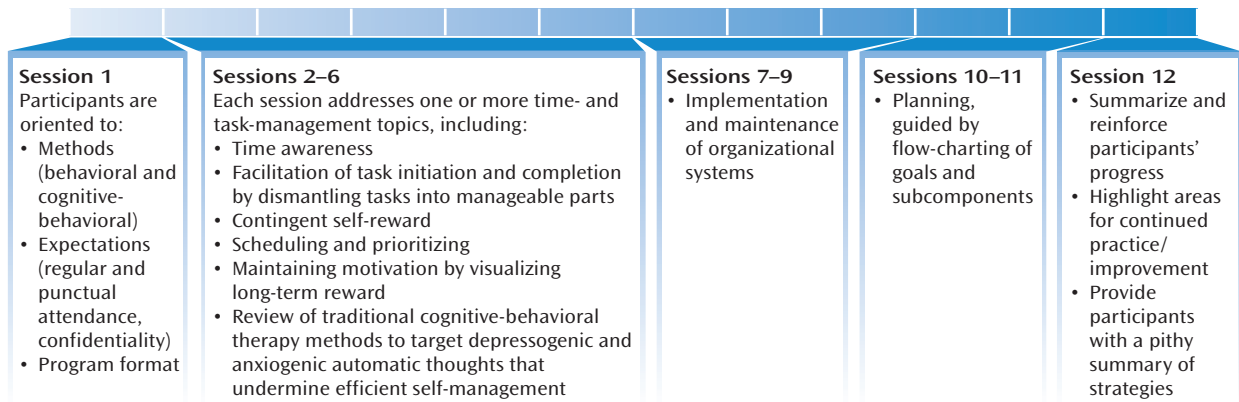 Session 1
Participants are
oriented to:
• Methods
(behavioral and
cognitive-
behavioral)
• Expectations
(regular and
punctual
attendance,
confidentiality)
• Program format
Sessions 2–6
Each session addresses one or more time- and
task-management topics, including:
• Time awareness
• Facilitation of task initiation and completion
by dismantling tasks into manageable parts
• Contingent self-reward
• Scheduling and prioritizing
• Maintaining motivation by visualizing
long-term reward
• Review of traditional cognitive-behavioral
therapy methods to target depressogenic and
anxiogenic automatic thoughts that
undermine efficient self-management
Sessions 7–9
• Implementation
and maintenance
of organizational
systems
Sessions 10–11
• Planning,
guided by
flow-charting of
goals and
subcomponents
Session 12
• Summarize and
reinforce
participants’
progress
• Highlight areas
for continued
practice/
improvement
• Provide
participants
with a pithy
summary of
strategies